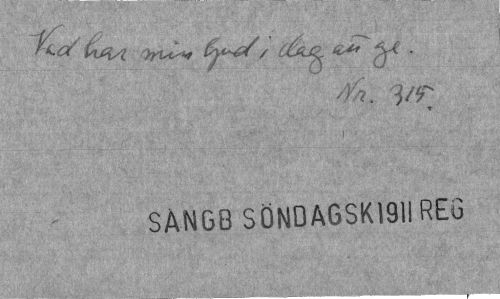 Vad har min Gud i dag att ge.
Nr. 315.
SÅNGB SÖNDAGSK 1911 REG